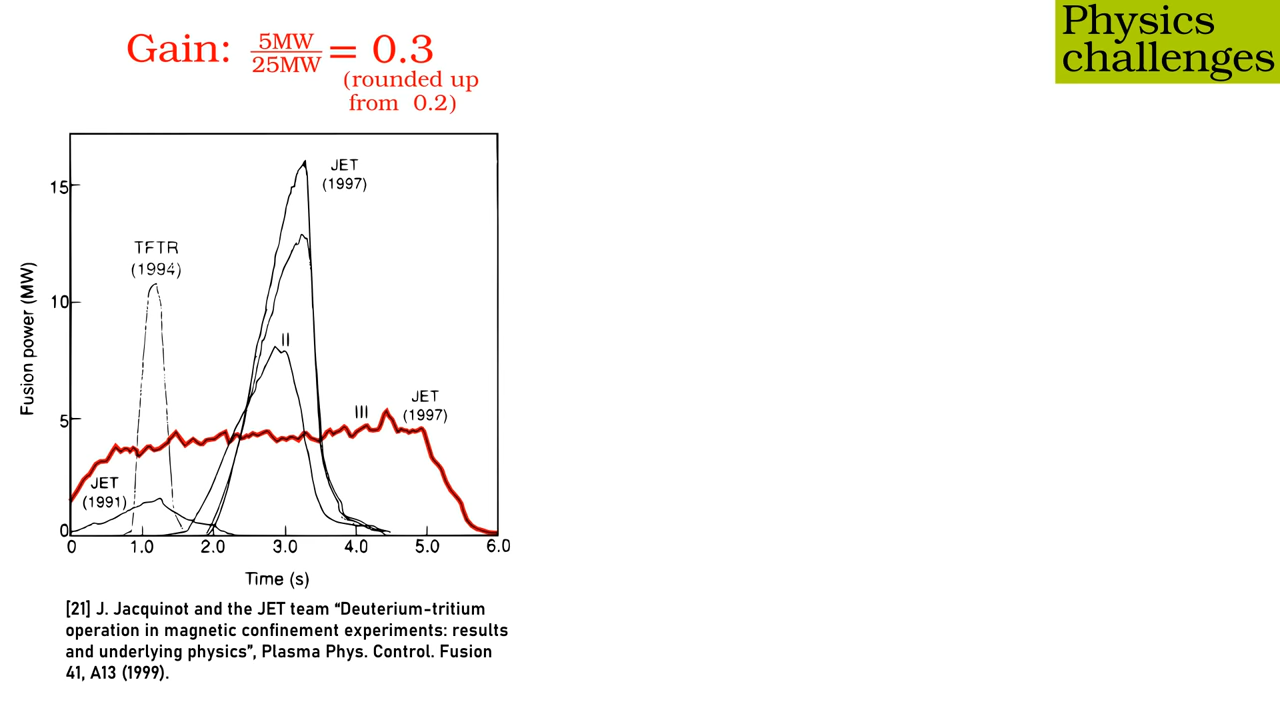 Physics
challenges
Gain: 5MW/25MW = 0.3
(rounded up
from 0.2)
JET
(1997)
15
TFTR
(1994)
10
II
Fusion power (MW)
III
JET
(1997)
5
JET
(1991)
0
0 1.0 2.0 3.0 4.0 5.0 6.0
Time (s)
[21] J. Jacquinot and the JET team “Deuterium-tritium
operation in magnetic confinement experiments: results
and underlying physics”, Plasma Phys. Control. Fusion
41, A13 (1999).